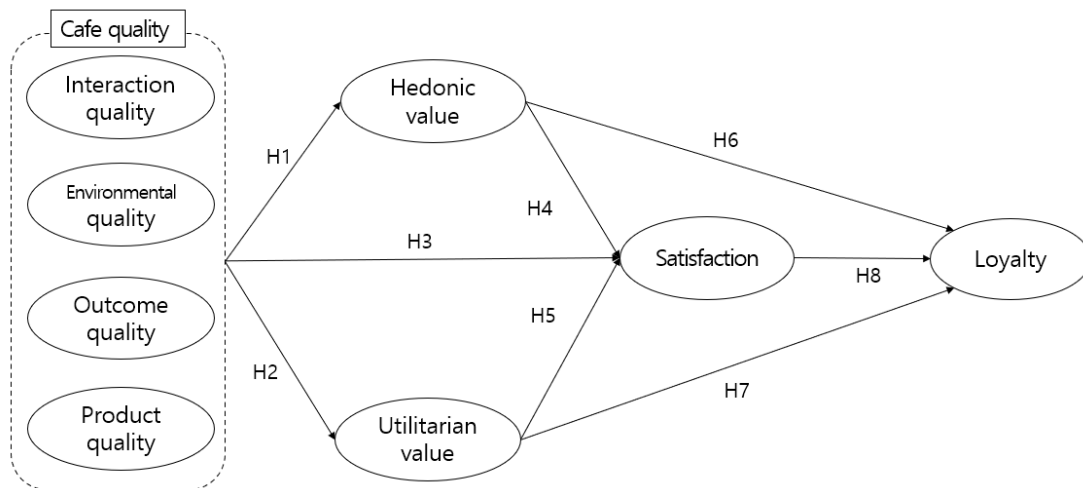 Cafe quality
Interaction
quality
Environmental
quality
Outcome
quality
Product
quality
H1
H2
Hedonic
value
H3
Utilitarian
value
H4
H5
H6
Satisfaction
H8
H7
Loyalty